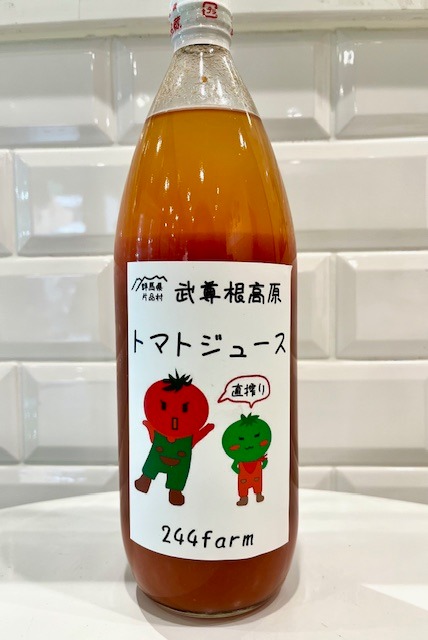 群馬県
片品村
武尊根高原
トマトジュース
直搾り
244farm